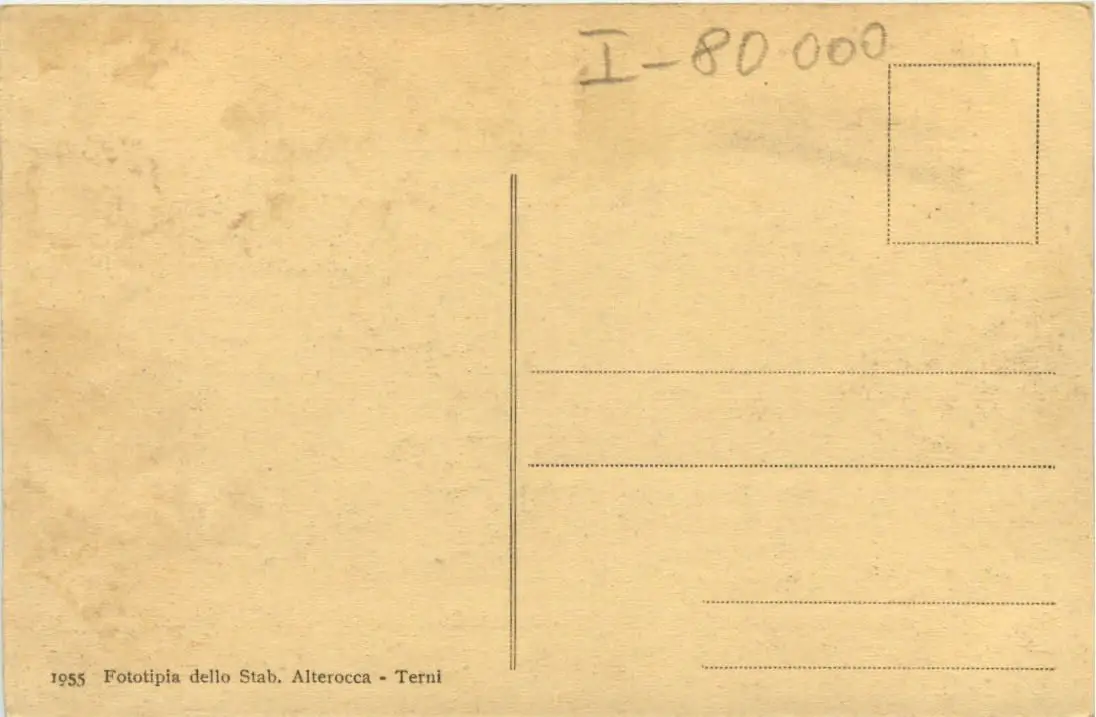 I - 80 000
1955 Fototipia dello Stab. Alterocca - Terni